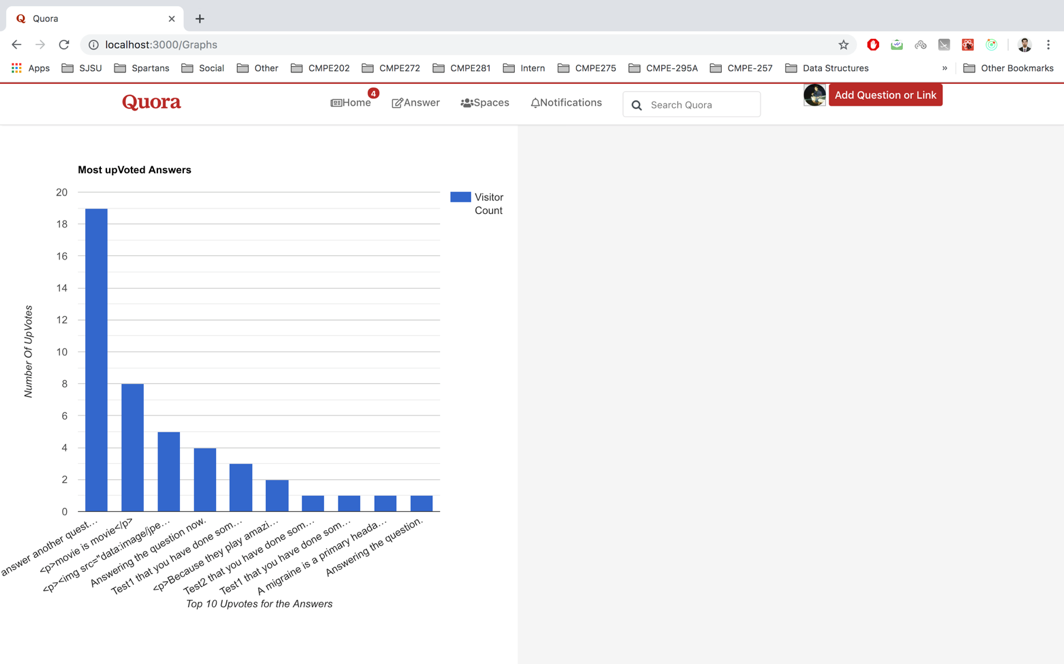 Quora
localhost:3000/Graphs
Apps SJSU Spartans Social Other CMPE202 CMPE272 CMPE281 Intern CMPE275 CMPE-295A CMPE-257 Data Structures » Other Bookmarks
Quora Home 4 Answer Spaces Notifications Search Quora Add Question or Link
Most upVoted Answers
Visitor
Count
Number Of UpVotes
20
18
16
14
12
10
8
6
4
2
0
answer another quest...
<p>movie is movie</p>
<p><img src="data:image/jpe...
Answering the question now.
Test1 that you have done som...
<p>Because they play amazi...
Test2 that you have done som...
Test1 that you have done som...
A migraine is a primary heada...
Answering the question.
Top 10 Upvotes for the Answers